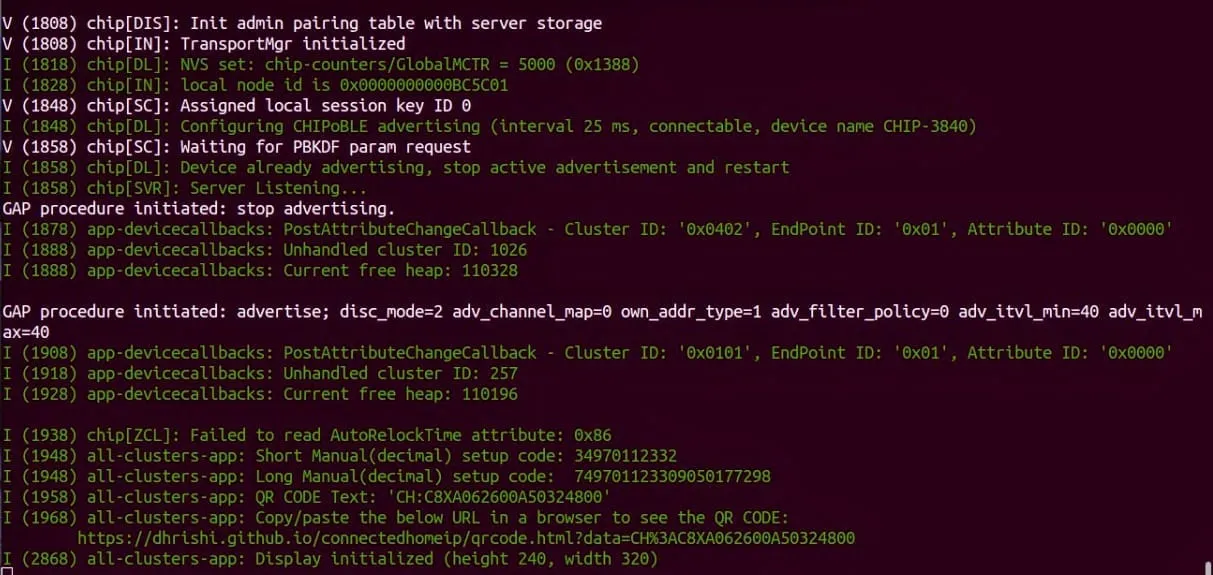 V (1808) chip[DIS]: Init admin pairing table with server storage
V (1808) chip[IN]: TransportMgr initialized
I (1818) chip[DL]: NVS set: chip-counters/GlobalMCTR = 5000 (0x1388)
I (1828) chip[IN]: local node id is 0x0000000000BC5C01
V (1848) chip[SC]: Assigned local session key ID 0
I (1848) chip[DL]: Configuring CHIPoBLE advertising (interval 25 ms, connectable, device name CHIP-3840)
V (1858) chip[SC]: Waiting for PBKDF param request
I (1858) chip[DL]: Device already advertising, stop active advertisement and restart
I (1858) chip[SVR]: Server Listening...
GAP procedure initiated: stop advertising.
I (1878) app-devicecallbacks: PostAttributeChangeCallback - Cluster ID: '0x0402', EndPoint ID: '0x01', Attribute ID: '0x0000'
I (1888) app-devicecallbacks: Unhandled cluster ID: 1026
I (1888) app-devicecallbacks: Current free heap: 110328
GAP procedure initiated: advertise; disc_mode=2 adv_channel_map=0 own_addr_type=1 adv_filter_policy=0 adv_itvl_min=40 adv_itvl_m
ax=40
I (1908) app-devicecallbacks: PostAttributeChangeCallback - Cluster ID: '0x0101', EndPoint ID: '0x01', Attribute ID: '0x0000'
I (1918) app-devicecallbacks: Unhandled cluster ID: 257
I (1928) app-devicecallbacks: Current free heap: 110196
I (1938) chip[ZCL]: Failed to read AutoRelockTime attribute: 0x86
I (1948) all-clusters-app: Short Manual(decimal) setup code: 34970112332
I (1948) all-clusters-app: Long Manual(decimal) setup code:  749701123309050177298
I (1958) all-clusters-app: QR CODE Text: 'CH:C8XA062600A50324800'
I (1968) all-clusters-app: Copy/paste the below URL in a browser to see the QR CODE:
https://dhrishi.github.io/connectedhomeip/qrcode.html?data=CH%3AC8XA062600A50324800
I (2868) all-clusters-app: Display initialized (height 240, width 320)